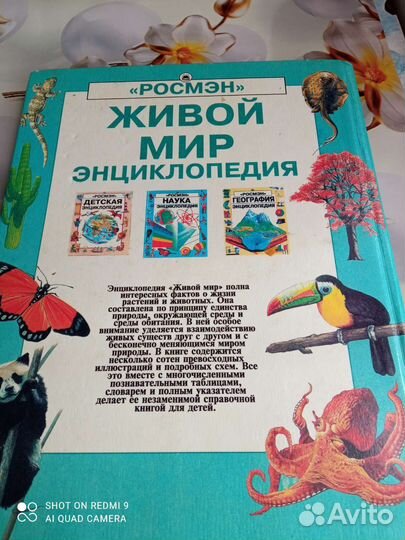 «РОСМЭН»
ЖИВОЙ
МИР
ЭНЦИКЛОПЕДИЯ
«РОСМЭН»
ДЕТСКАЯ
ЭНЦИКЛОПЕДИЯ
«РОСМЭН»
НАУКА
ЭНЦИКЛОПЕДИЯ
«РОСМЭН»
ГЕОГРАФИЯ
ЭНЦИКЛОПЕДИЯ
Энциклопедия «Живой мир» полна
интересных фактов о жизни
растений и животных. Она
составлена по принципу единства
природы, окружающей среды и
среды обитания. В ней особое
внимание уделяется взаимодействию
живых существ друг с другом и с
бесконечно меняющимся миром
природы. В книге содержится
несколько сотен превосходных
иллюстраций и подробных схем. Все
это вместе с многочисленными
познавательными таблицами,
словарем и полным указателем
делает ее незаменимой справочной
книгой для детей.
SHOT ON REDMI 9
AI QUAD CAMERA
Avito